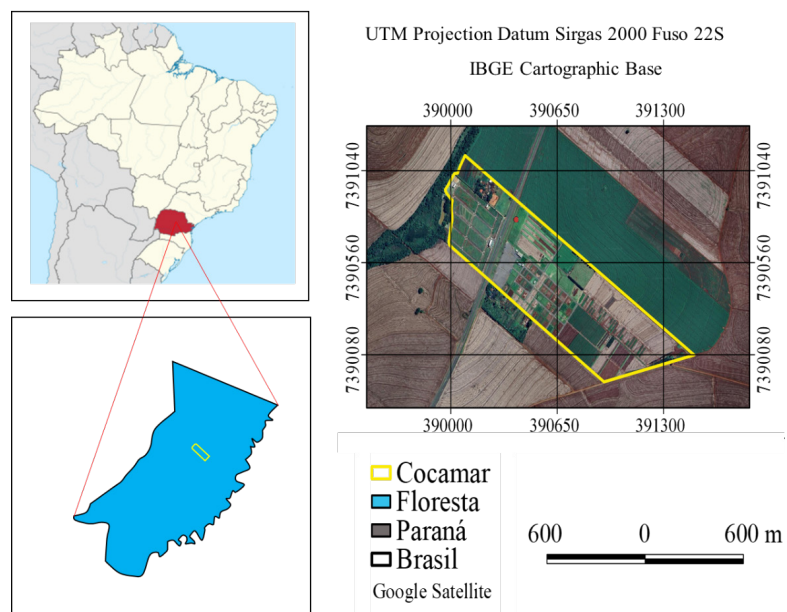 UTM Projection Datum Sirgas 2000 Fuso 22S
IBGE Cartographic Base
390000 390650 391300
7391040 7391040
7390560 7390560
7390080 7390080
390000 390650 391300
Cocamar
Floresta
Paraná
Brasil
Google Satellite
600 0 600 m